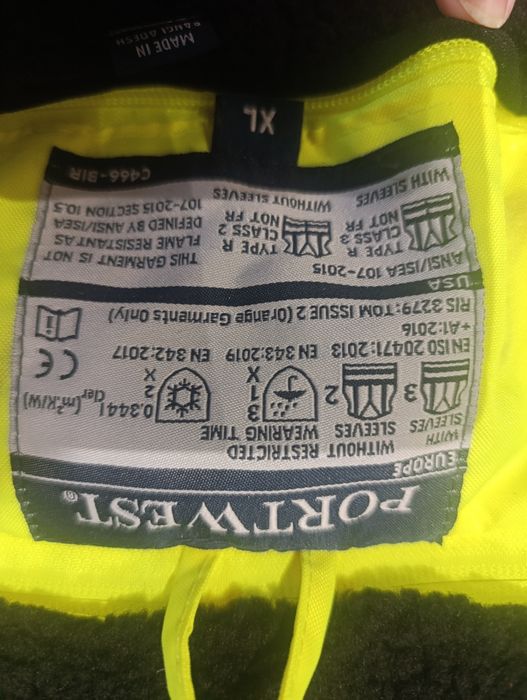 PORTWEST®
EUROPE
WITH SLEEVES
WITHOUT SLEEVES
RESTRICTED WEARING TIME
3
2
3
1
X
0.344 Icler (m²K/W)
2
X
EN ISO 20471:2013
+A1:2016
EN 343:2019
EN 342:2017
CE
RIS 3279:TOM ISSUE 2 (Orange Garments Only)
USA
ANSI/ISEA 107-2015
TYPE R
CLASS 3
NOT FR
WITH SLEEVES
TYPE R
CLASS 2
NOT FR
WITHOUT SLEEVES
THIS GARMENT IS NOT
FLAME RESISTANT AS
DEFINED BY ANSI/ISEA
107-2015 SECTION 10.5
C466-BIR
XL
MADE IN
BANGLADESH